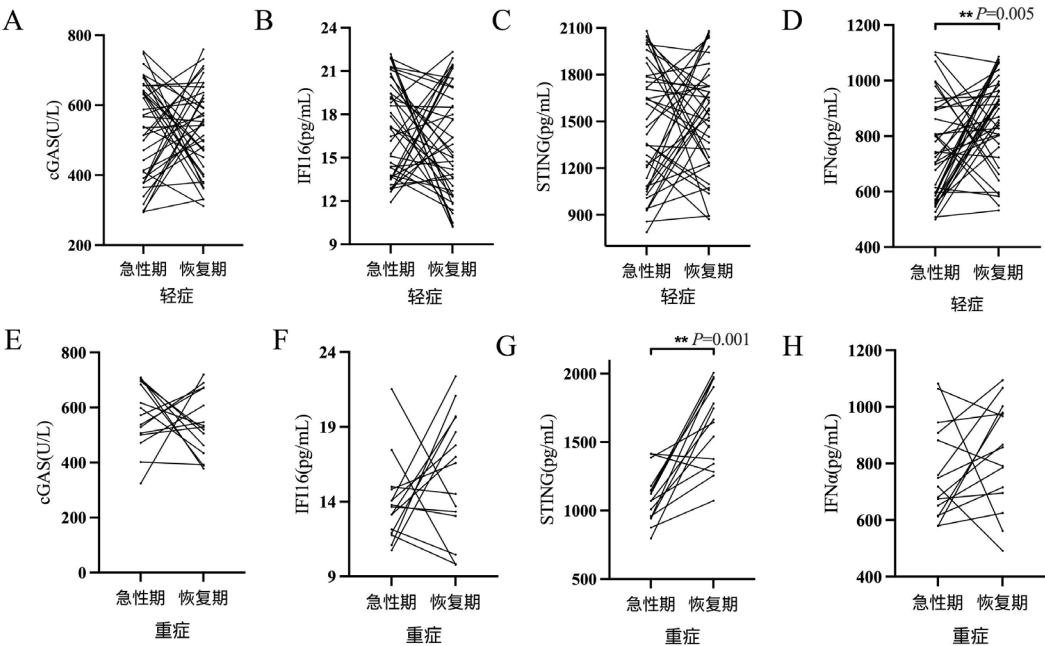 A
cGAS(U/L)
800
600
400
200
急性期 恢复期
轻症
B
IFI16(pg/mL)
24
21
18
15
12
9
急性期 恢复期
轻症
C
STING(pg/mL)
2100
1800
1500
1200
900
急性期 恢复期
轻症
D
** P=0.005
IFNα(pg/mL)
1200
1000
800
600
400
急性期 恢复期
轻症
E
cGAS(U/L)
800
600
400
200
0
急性期 恢复期
重症
F
IFI16(pg/mL)
24
19
14
9
急性期 恢复期
重症
G
** P=0.001
STING(pg/mL)
2000
1500
1000
500
急性期 恢复期
重症
H
IFNα(pg/mL)
1200
1000
800
600
400
急性期 恢复期
重症